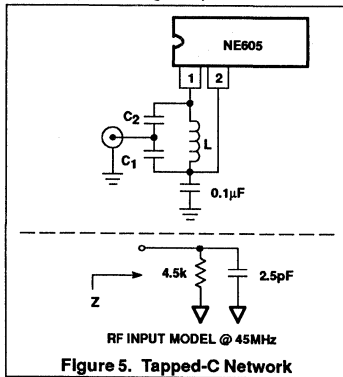 NE605
1 2
C2
C1
L
0.1µF
4.5k
2.5pF
Z
RF INPUT MODEL @ 45MHz
Figure 5. Tapped-C Network